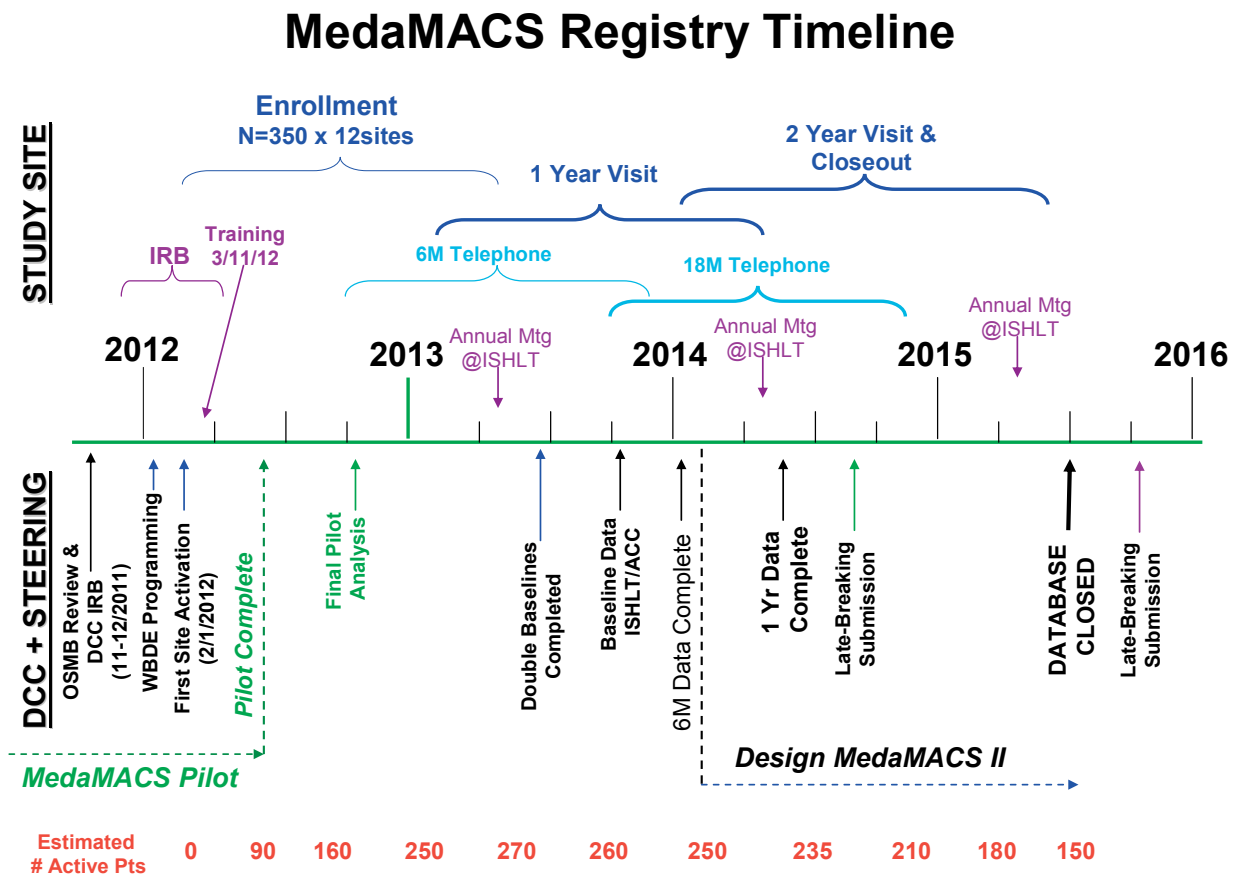 MedaMACS Registry Timeline
STUDY SITE
Enrollment
N=350 x 12sites
2 Year Visit &
Closeout
1 Year Visit
Training
3/11/12
IRB
6M Telephone
18M Telephone
Annual Mtg
@ISHLT
Annual Mtg
@ISHLT
Annual Mtg
@ISHLT
2012
2013
2014
2015
2016
DCC + STEERING
OSMB Review &
DCC IRB
(11-12/2011)
WBDE Programming
First Site Activation
(2/1/2012)
Pilot Complete
Final Pilot
Analysis
Double Baselines
Completed
Baseline Data
ISHLT/ACC
6M Data Complete
1 Yr Data
Complete
Late-Breaking
Submission
DATABASE
CLOSED
Late-Breaking
Submission
MedaMACS Pilot
Design MedaMACS II
Estimated
# Active Pts
0 90 160 250 270 260 250 235 210 180 150